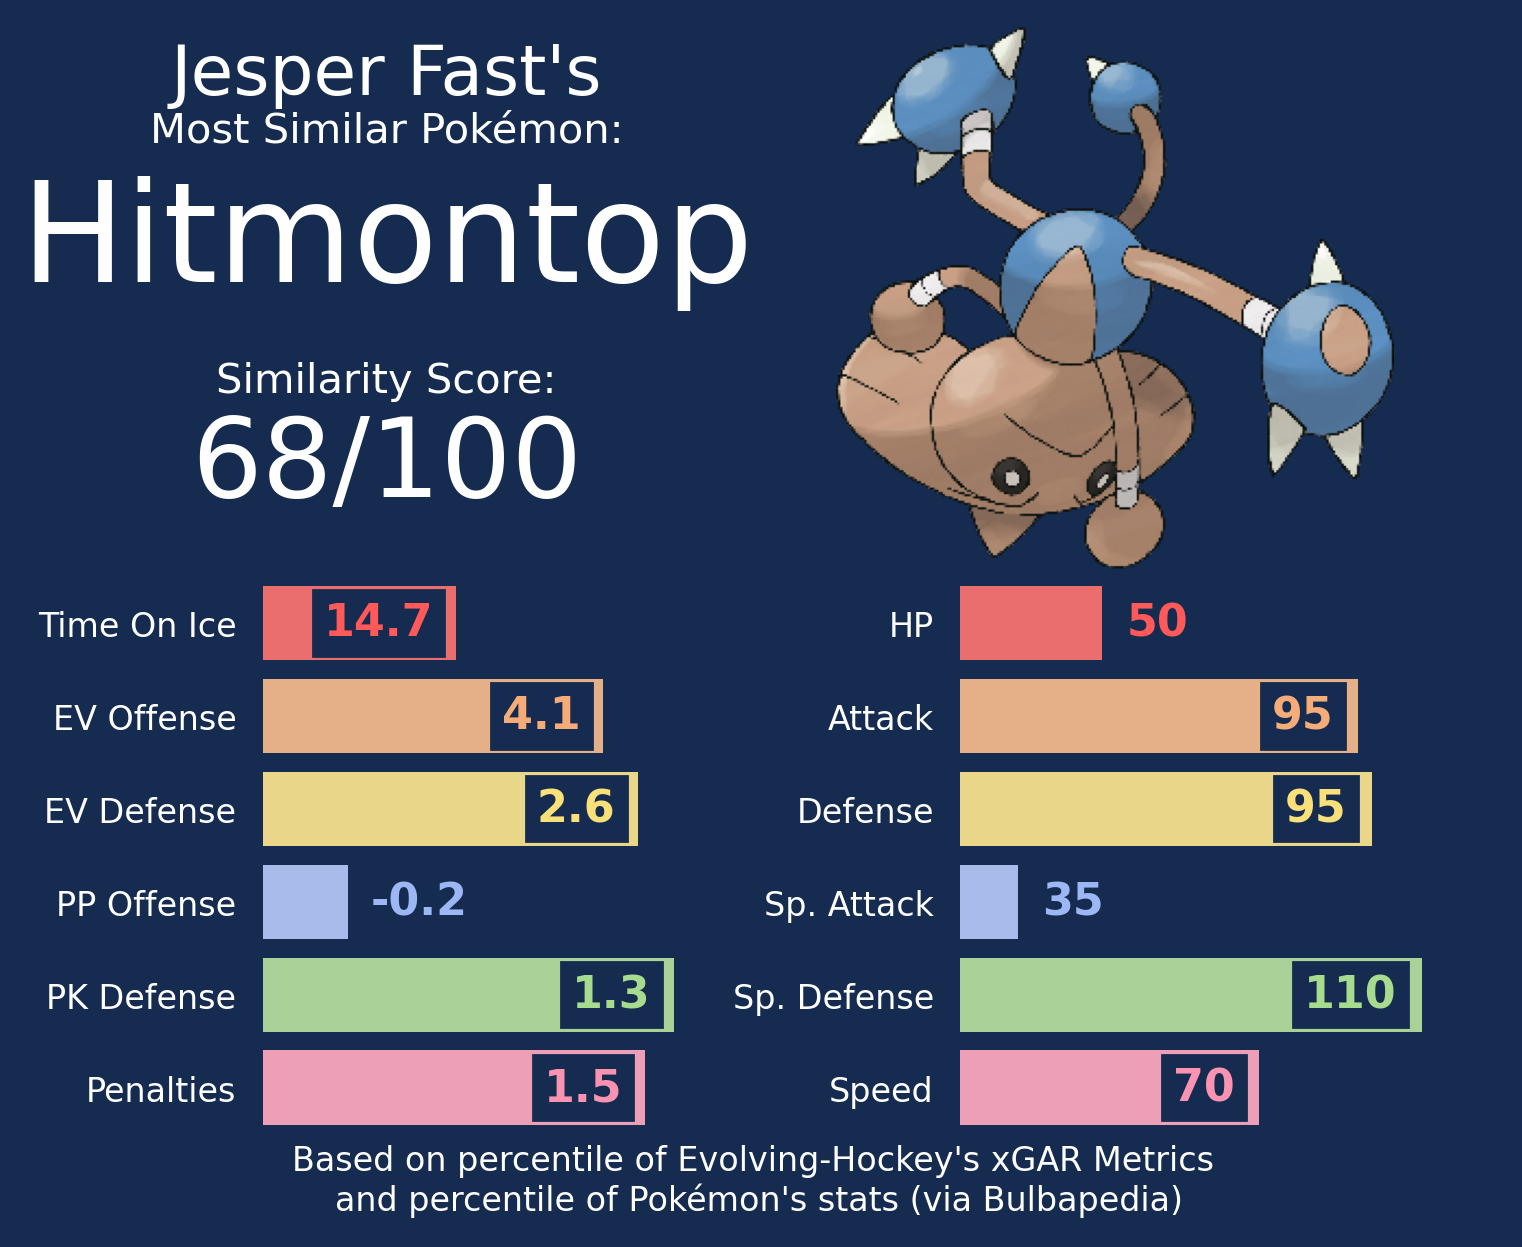 Jesper Fast's
Most Similar Pokémon:
Hitmontop
Similarity Score:
68/100
Time On Ice 14.7
EV Offense 4.1
EV Defense 2.6
PP Offense -0.2
PK Defense 1.3
Penalties 1.5
HP 50
Attack 95
Defense 95
Sp. Attack 35
Sp. Defense 110
Speed 70
Based on percentile of Evolving-Hockey's xGAR Metrics
and percentile of Pokémon's stats (via Bulbapedia)